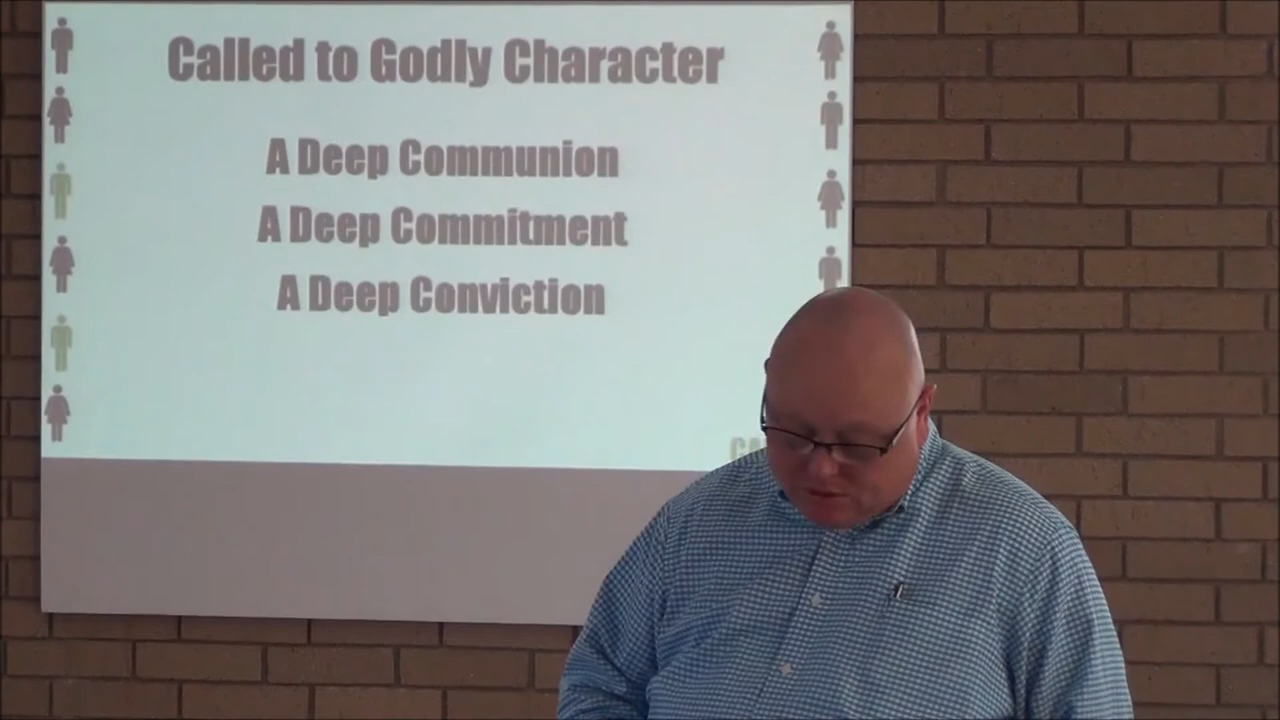 Called to Godly Character
A Deep Communion
A Deep Commitment
A Deep Conviction